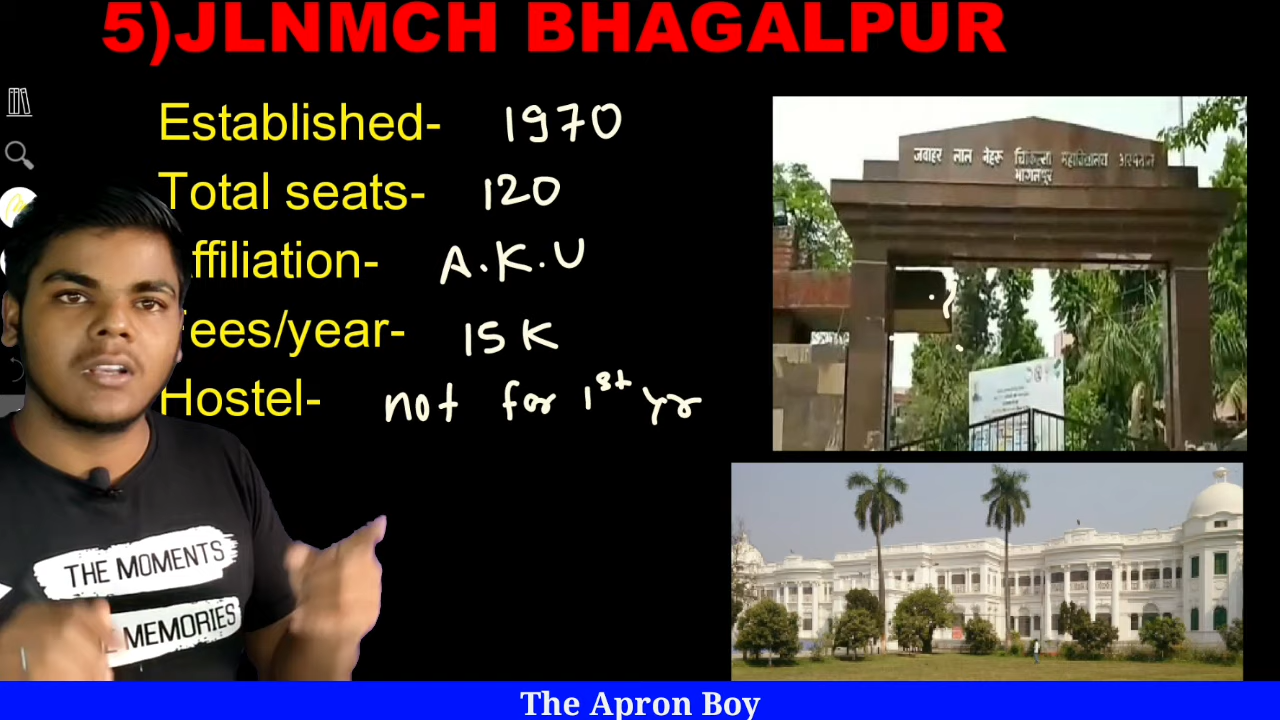 5)JLNMCH BHAGALPUR
Established- 1970
Total seats- 120
ffiliation- A.K.U
Fees/year- 15 K
Hostel- not for 1st yr
जवाहर लाल नेहरू चिकित्सा महाविद्यालय अस्पताल
भागलपुर
THE MOMENTS
MEMORIES
The Apron Boy